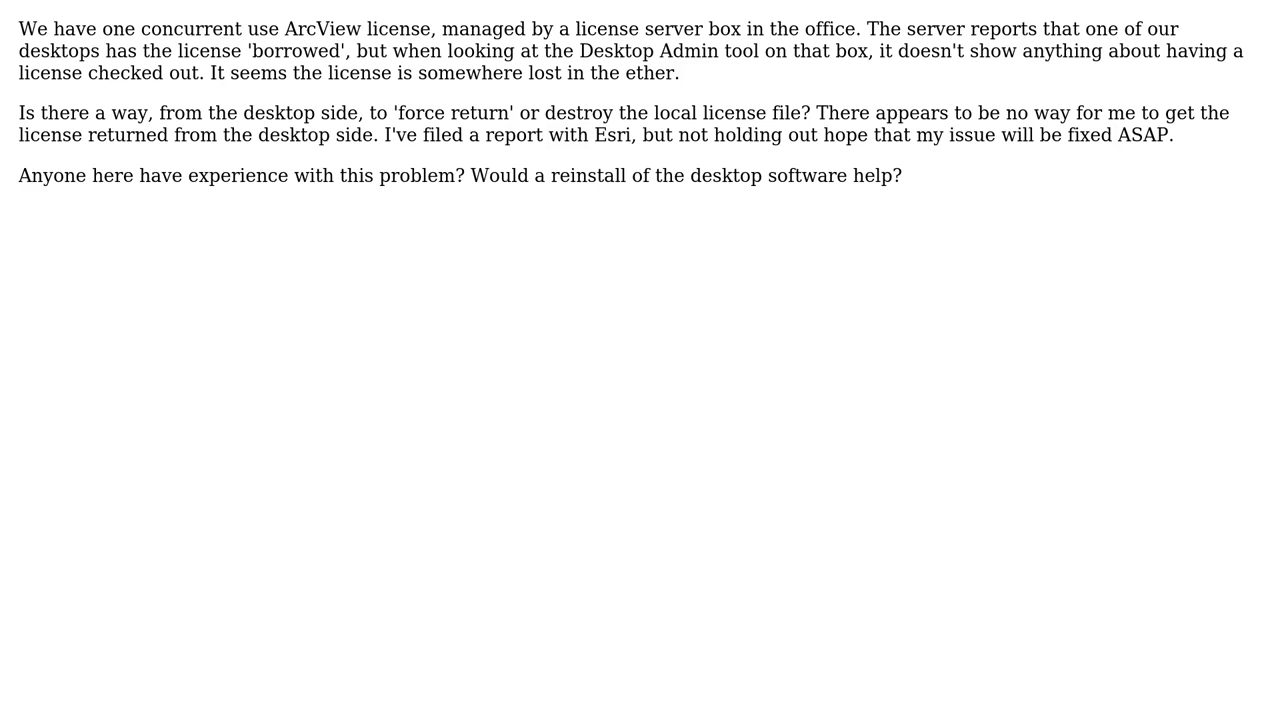 We have one concurrent use ArcView license, managed by a license server box in the office. The server reports that one of our
desktops has the license 'borrowed', but when looking at the Desktop Admin tool on that box, it doesn't show anything about having a
license checked out. It seems the license is somewhere lost in the ether.
Is there a way, from the desktop side, to 'force return' or destroy the local license file? There appears to be no way for me to get the
license returned from the desktop side. I've filed a report with Esri, but not holding out hope that my issue will be fixed ASAP.
Anyone here have experience with this problem? Would a reinstall of the desktop software help?